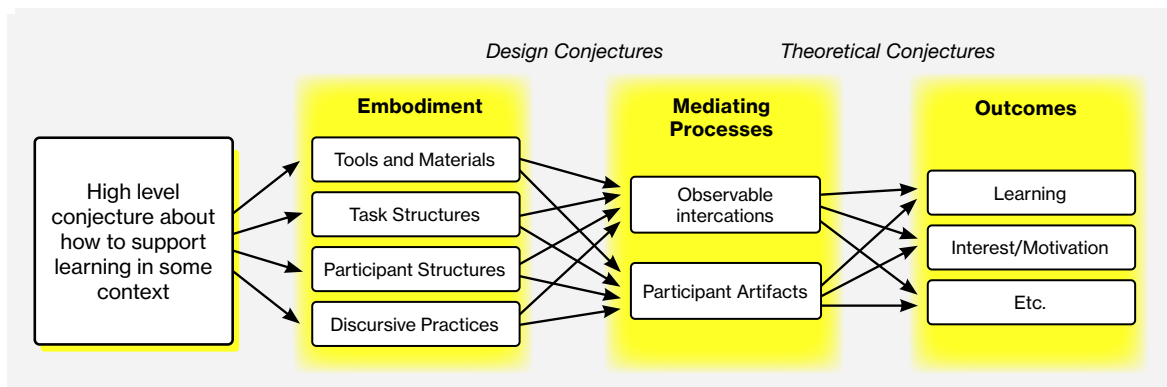 Design Conjectures
Theoretical Conjectures
Embodiment
Mediating
Processes
Outcomes
High level
conjecture about
how to support
learning in some
context
Tools and Materials
Task Structures
Participant Structures
Discursive Practices
Observable
intercations
Participant Artifacts
Learning
Interest/Motivation
Etc.